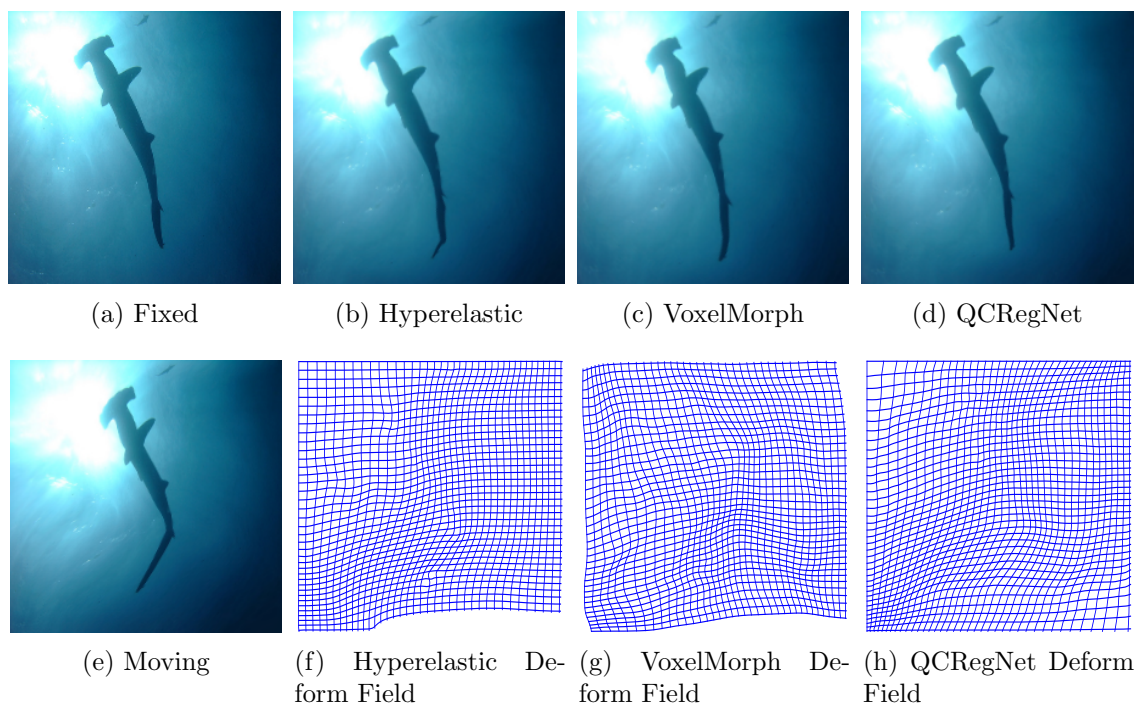 (a) Fixed
(b) Hyperelastic
(c) VoxelMorph
(d) QCRegNet
(e) Moving
(f) Hyperelastic De-
form Field
(g) VoxelMorph De-
form Field
(h) QCRegNet Deform
Field